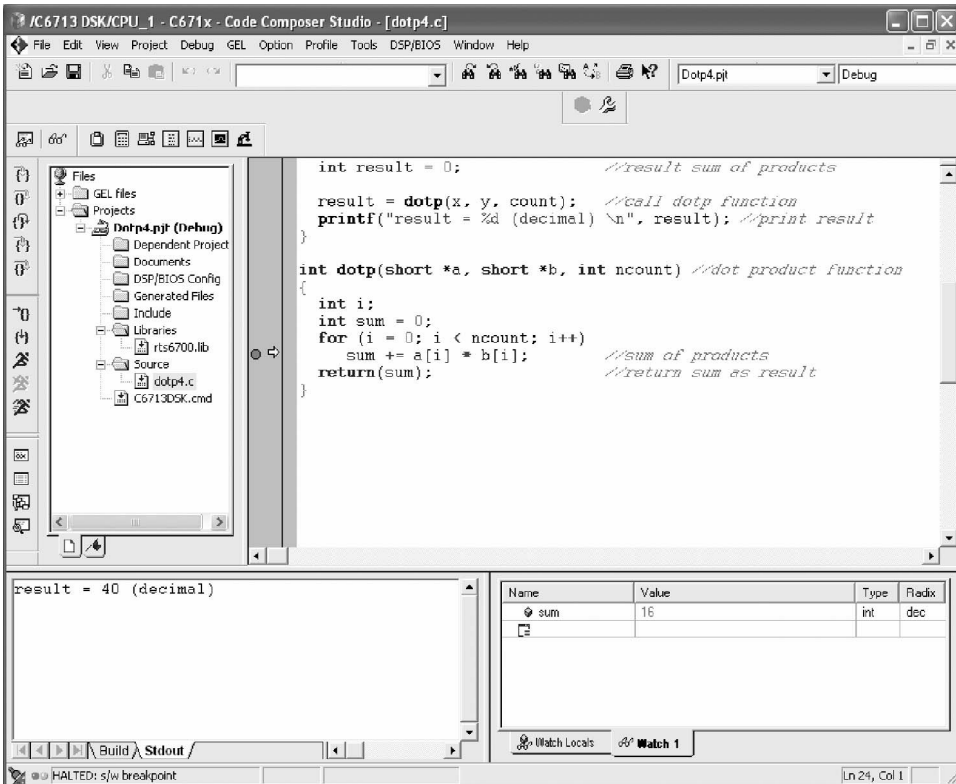 /C6713 DSK/CPU_1 - C671x - Code Composer Studio - [dotp4.c]
File Edit View Project Debug GEL Option Profile Tools DSP/BIOS Window Help
Dotp4.pjt Debug
Files
GEL files
Projects
Dotp4.pjt (Debug)
Dependent Project
Documents
DSP/BIOS Config
Generated Files
Include
Libraries
rts6700.lib
Source
dotp4.c
C6713DSK.cmd
int result = 0; //result sum of products
result = dotp(x, y, count); //call dotp function
printf("result = %d (decimal) \n", result); //print result
}
int dotp(short *a, short *b, int ncount) //dot product function
{
int i;
int sum = 0;
for (i = 0; i < ncount; i++)
sum += a[i] * b[i]; //sum of products
return(sum); //return sum as result
}
result = 40 (decimal)
Build Stdout
Name Value Type Radix
sum 16 int dec
Watch Locals Watch 1
HALTED: s/w breakpoint Ln 24, Col 1